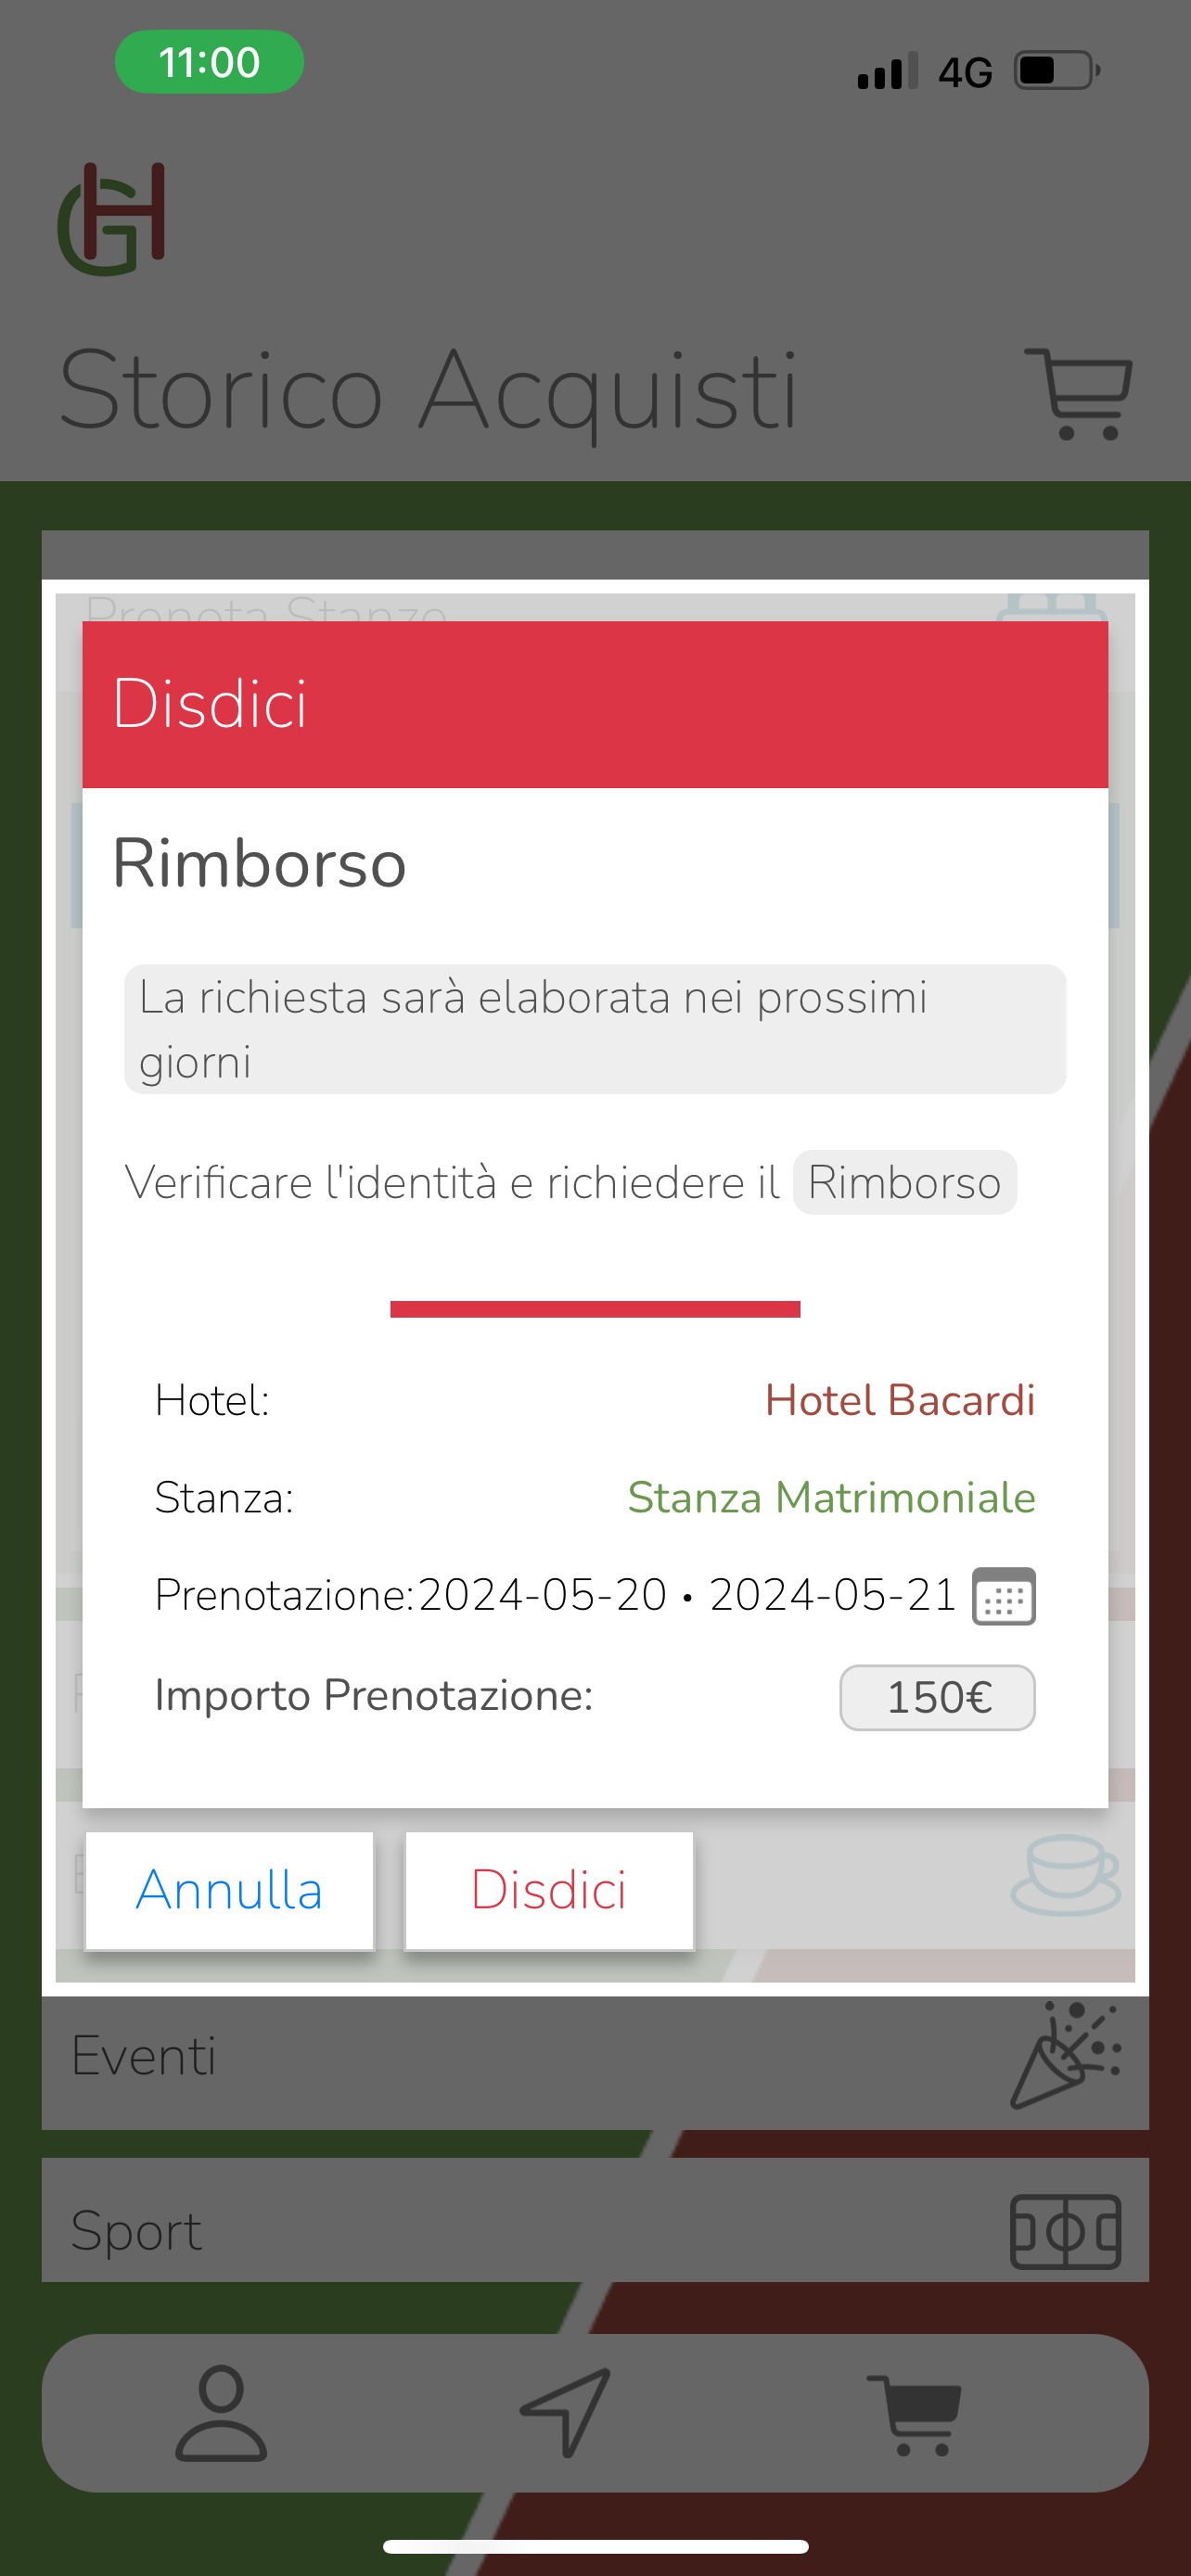 11:00
4G
GH
Storico Acquisti
Prenota Stanze
Disdici
Rimborso
La richiesta sarà elaborata nei prossimi
giorni
Verificare l'identità e richiedere il Rimborso
Hotel: Hotel Bacardi
Stanza: Stanza Matrimoniale
Prenotazione:2024-05-20 • 2024-05-21
Importo Prenotazione: 150€
Annulla Disdici
Eventi
Sport